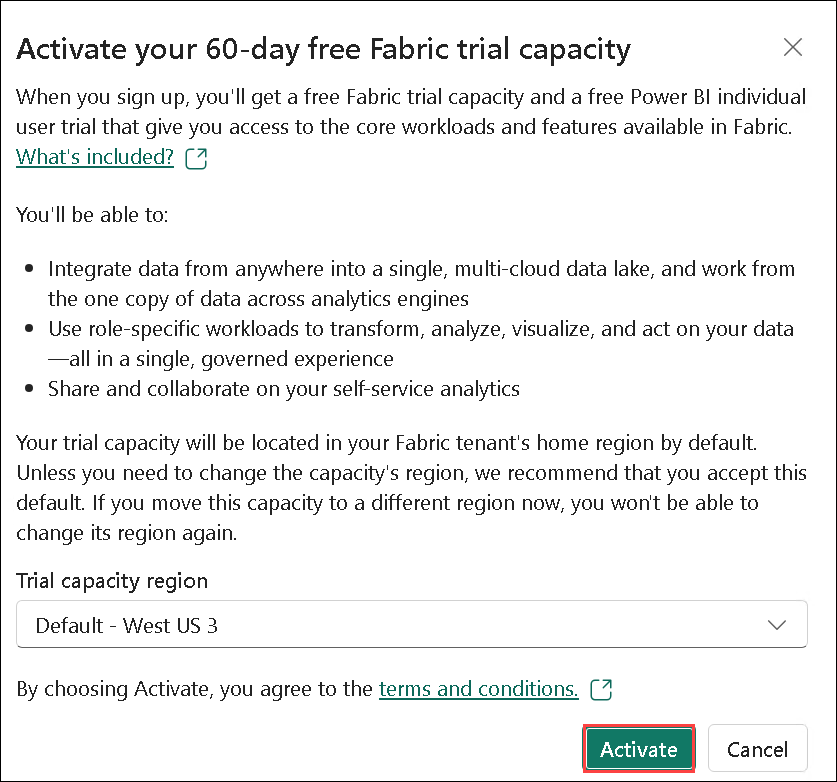 Activate your 60-day free Fabric trial capacity
When you sign up, you'll get a free Fabric trial capacity and a free Power BI individual
user trial that give you access to the core workloads and features available in Fabric.
What's included?
You'll be able to:
• Integrate data from anywhere into a single, multi-cloud data lake, and work from
the one copy of data across analytics engines
• Use role-specific workloads to transform, analyze, visualize, and act on your data
—all in a single, governed experience
• Share and collaborate on your self-service analytics
Your trial capacity will be located in your Fabric tenant's home region by default.
Unless you need to change the capacity's region, we recommend that you accept this
default. If you move this capacity to a different region now, you won't be able to
change its region again.
Trial capacity region
Default - West US 3
By choosing Activate, you agree to the terms and conditions.
Activate Cancel